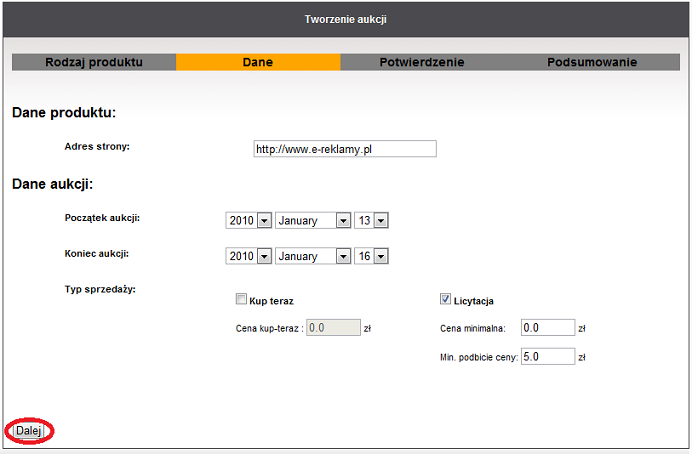 Tworzenie aukcji
Rodzaj produktu Dane Potwierdzenie Podsumowanie
Dane produktu:
Adres strony: http://www.e-reklamy.pl
Dane aukcji:
Początek aukcji: 2010 January 13
Koniec aukcji: 2010 January 16
Typ sprzedaży: Kup teraz Licytacja
Cena kup-teraz : 0.0 zł Cena minimalna: 0.0 zł
Min. podbicie ceny: 5.0 zł
Dalej